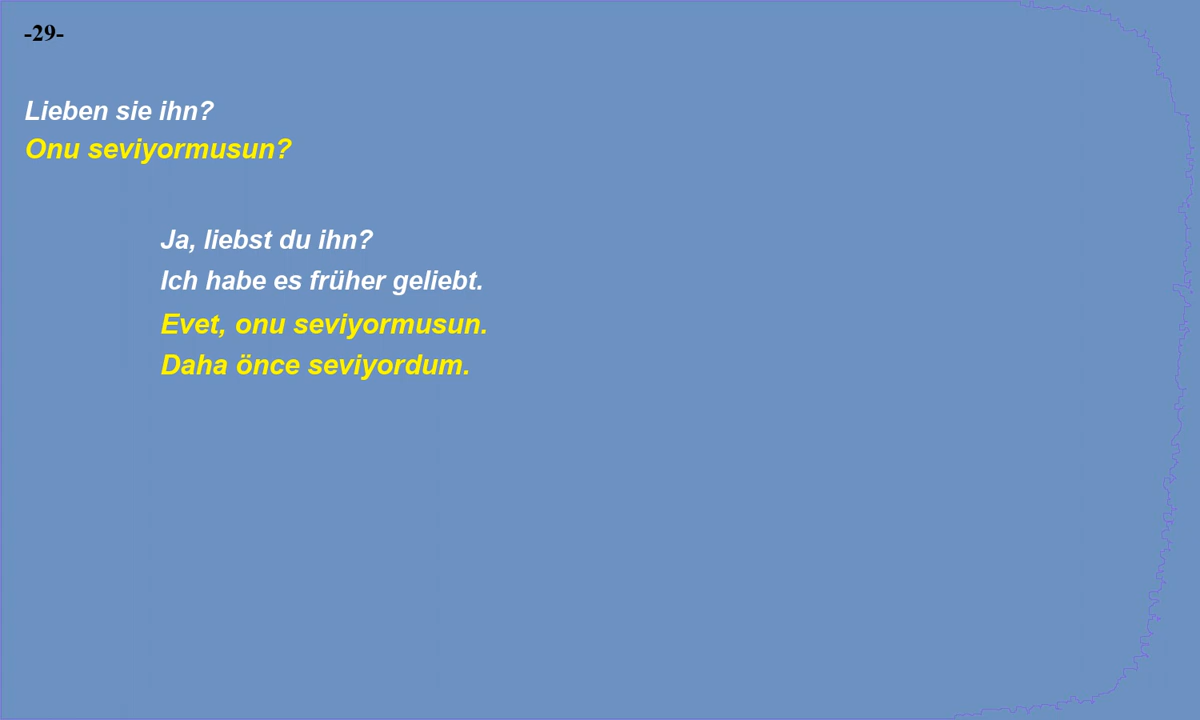 -29-
Lieben sie ihn?
Onu seviyormusun?
Ja, liebst du ihn?
Ich habe es früher geliebt.
Evet, onu seviyormusun.
Daha önce seviyordum.